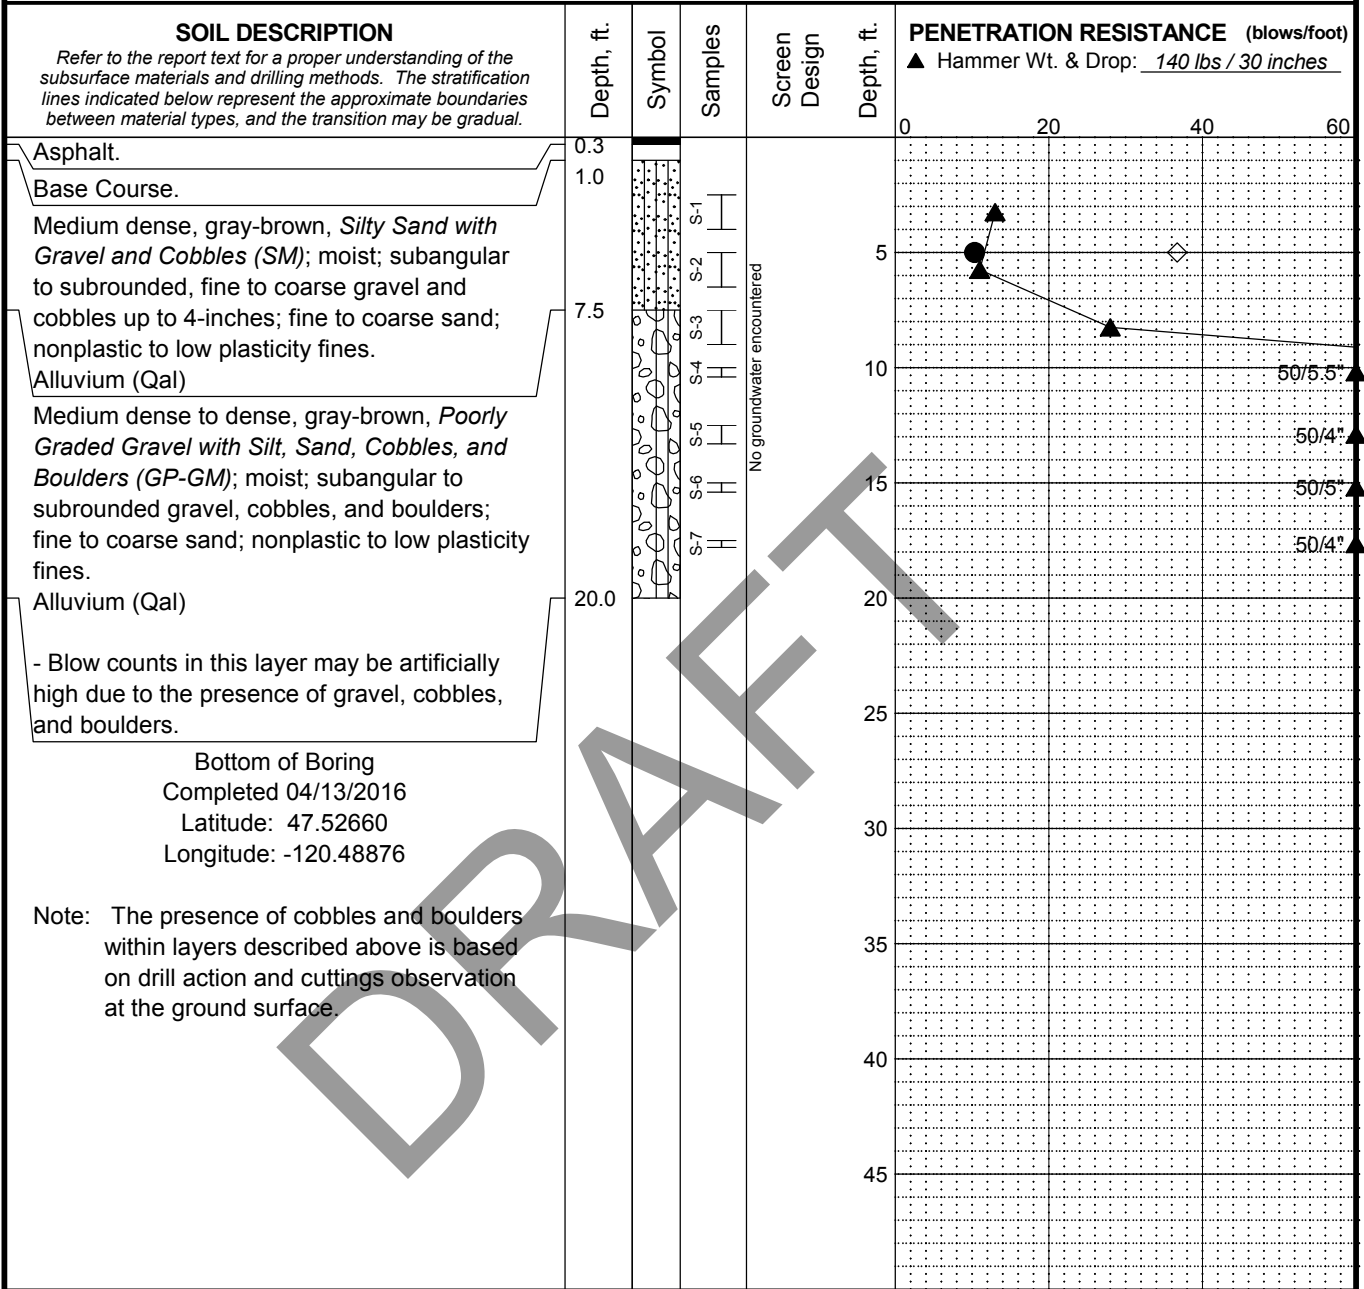 SOIL DESCRIPTION
Refer to the report text for a proper understanding of the
subsurface materials and drilling methods.  The stratification
lines indicated below represent the approximate boundaries
between material types, and the transition may be gradual.
Depth, ft.
Symbol
Samples
Screen
Design
Depth, ft.
PENETRATION RESISTANCE (blows/foot)
▲ Hammer Wt. & Drop: 140 lbs / 30 inches
0 20 40 60
Asphalt.
0.3
Base Course.
1.0
Medium dense, gray-brown, Silty Sand with
Gravel and Cobbles (SM); moist; subangular
to subrounded, fine to coarse gravel and
cobbles up to 4-inches; fine to coarse sand;
nonplastic to low plasticity fines.
Alluvium (Qal)
7.5
Medium dense to dense, gray-brown, Poorly
Graded Gravel with Silt, Sand, Cobbles, and
Boulders (GP-GM); moist; subangular to
subrounded gravel, cobbles, and boulders;
fine to coarse sand; nonplastic to low plasticity
fines.
Alluvium (Qal)
20.0
- Blow counts in this layer may be artificially
high due to the presence of gravel, cobbles,
and boulders.
Bottom of Boring
Completed 04/13/2016
Latitude:  47.52660
Longitude: -120.48876
Note:  The presence of cobbles and boulders
within layers described above is based
on drill action and cuttings observation
at the ground surface.
S-1
S-2
S-3
S-4
S-5
S-6
S-7
No groundwater encountered
5
10
15
20
25
30
35
40
45
50/5.5"
50/4"
50/5"
50/4"
DRAFT